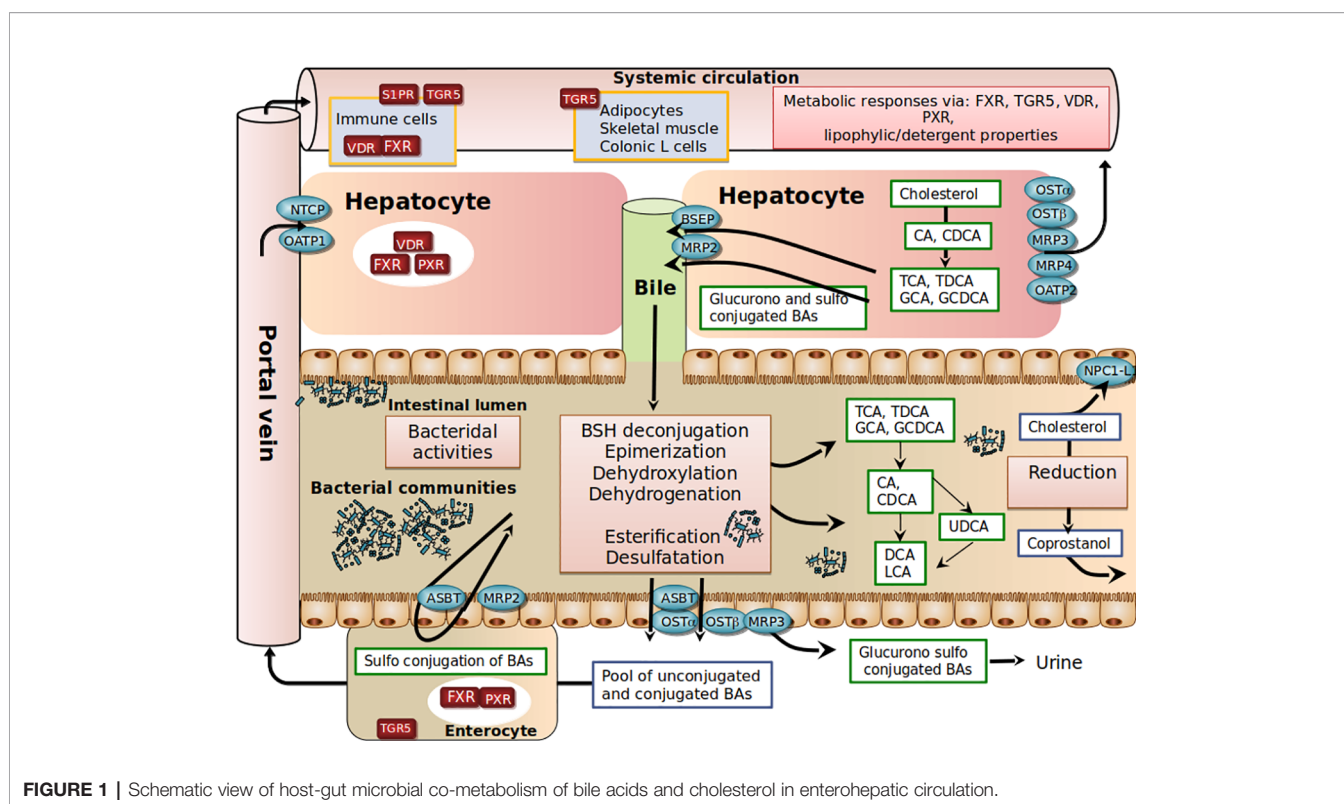 Systemic circulation
S1PR TGR5
Immune cells
VDR FXR
TGR5
Adipocytes
Skeletal muscle
Colonic L cells
Metabolic responses via: FXR, TGR5, VDR,
PXR,
lipophylic/detergent properties
Portal vein
NTCP
OATP1
Hepatocyte
VDR
FXR PXR
Bile
BSEP
MRP2
Hepatocyte
Cholesterol
CA, CDCA
TCA, TDCA
GCA, GCDCA
Glucurono and sulfo
conjugated BAs
OSTα
OSTβ
MRP3
MRP4
OATP2
NPC1-L1
Intestinal lumen
Bacteridal
activities
Bacterial communities
BSH deconjugation
Epimerization
Dehydroxylation
Dehydrogenation
Esterification
Desulfatation
TCA, TDCA
GCA, GCDCA
CA,
CDCA
UDCA
DCA
LCA
Cholesterol
Reduction
Coprostanol
ASBT MRP2
ASBT
OSTα OSTβ MRP3
Sulfo conjugation of BAs
FXR PXR
TGR5
Enterocyte
Pool of unconjugated
and conjugated BAs
Glucurono sulfo
conjugated BAs
Urine
FIGURE 1 | Schematic view of host-gut microbial co-metabolism of bile acids and cholesterol in enterohepatic circulation.